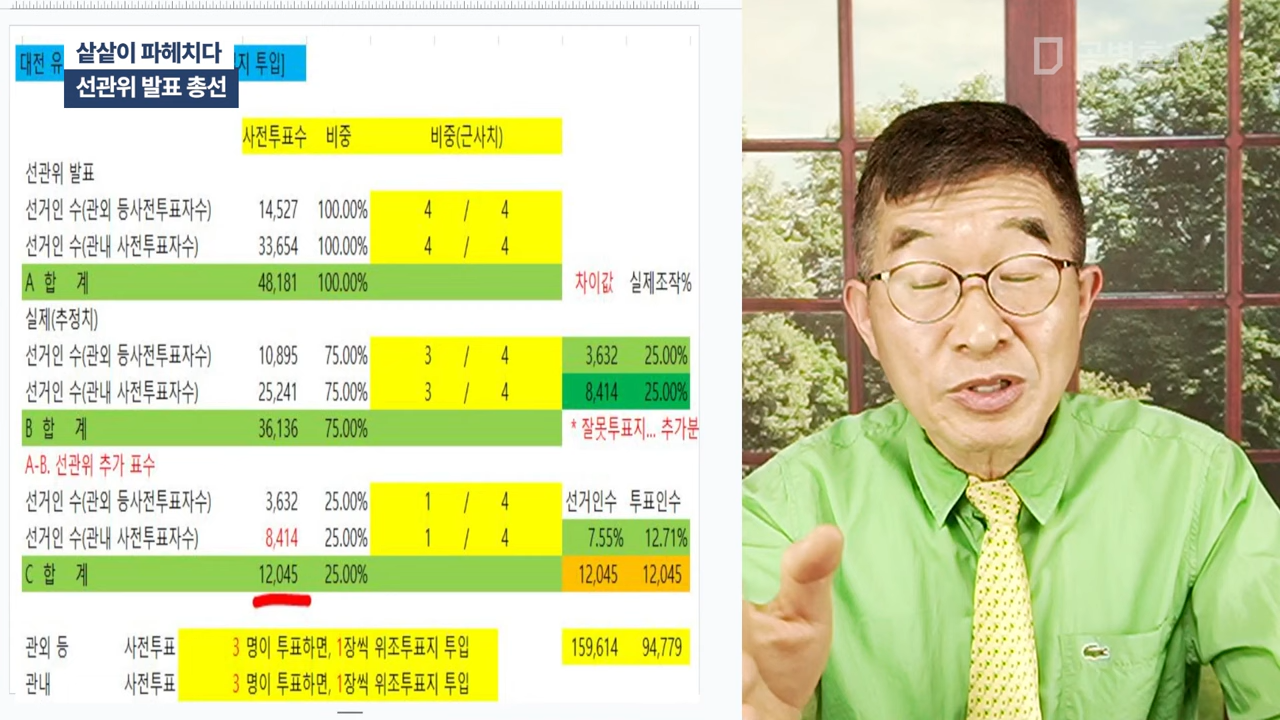 샅샅이 파헤치다
선관위 발표 총선
대전 유 지 투입]
사전투표수 비중 비중(근사치)
선관위 발표
선거인 수(관외 등사전투표자수) 14,527 100.00% 4 / 4
선거인 수(관내 사전투표자수) 33,654 100.00% 4 / 4
A 합 계 48,181 100.00% 차이값 실제조작%
실제(추정치)
선거인 수(관외 등사전투표자수) 10,895 75.00% 3 / 4 3,632 25.00%
선거인 수(관내 사전투표자수) 25,241 75.00% 3 / 4 8,414 25.00%
B 합 계 36,136 75.00% * 잘못투표지... 추가분
A-B. 선관위 추가 표수
선거인 수(관외 등사전투표자수) 3,632 25.00% 1 / 4 선거인수 투표인수
선거인 수(관내 사전투표자수) 8,414 25.00% 1 / 4 7.55% 12.71%
C 합 계 12,045 25.00% 12,045 12,045
관외 등 사전투표 3 명이 투표하면, 1장씩 위조투표지 투입 159,614 94,779
관내 사전투표 3 명이 투표하면, 1장씩 위조투표지 투입